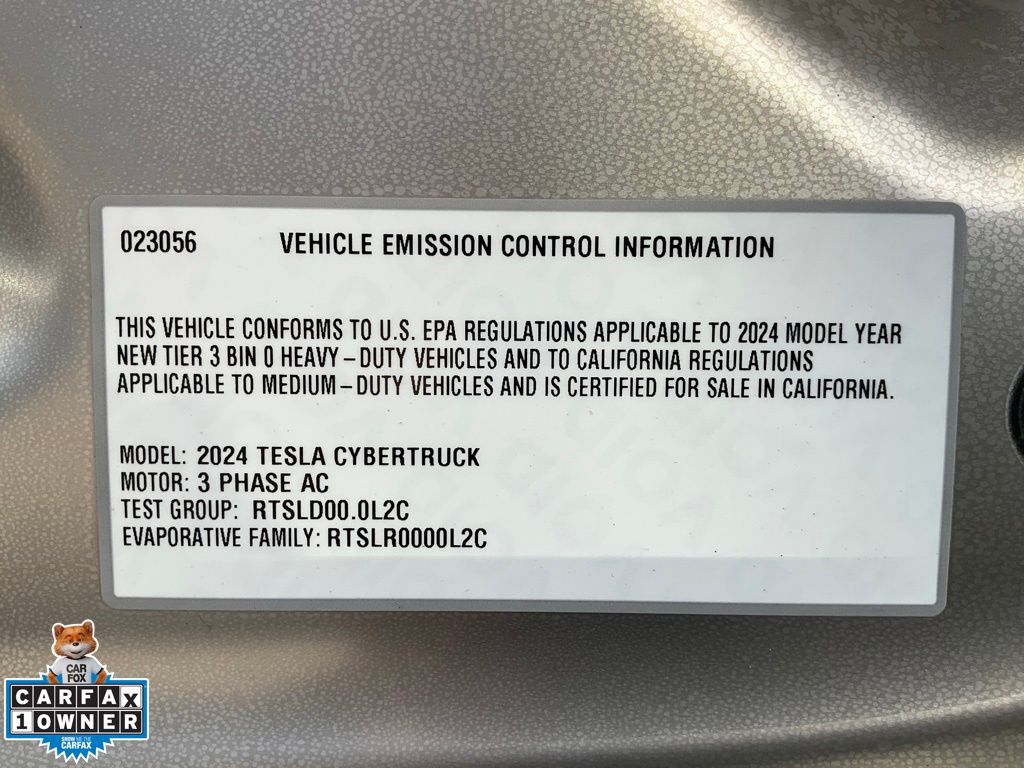 023056 VEHICLE EMISSION CONTROL INFORMATION
THIS VEHICLE CONFORMS TO U.S. EPA REGULATIONS APPLICABLE TO 2024 MODEL YEAR
NEW TIER 3 BIN 0 HEAVY–DUTY VEHICLES AND TO CALIFORNIA REGULATIONS
APPLICABLE TO MEDIUM–DUTY VEHICLES AND IS CERTIFIED FOR SALE IN CALIFORNIA.
MODEL: 2024 TESLA CYBERTRUCK
MOTOR: 3 PHASE AC
TEST GROUP: RTSLD00.0L2C
EVAPORATIVE FAMILY: RTSLR0000L2C
CAR
FOX
CARFAX
1 OWNER
SHOW ME THE
CARFAX